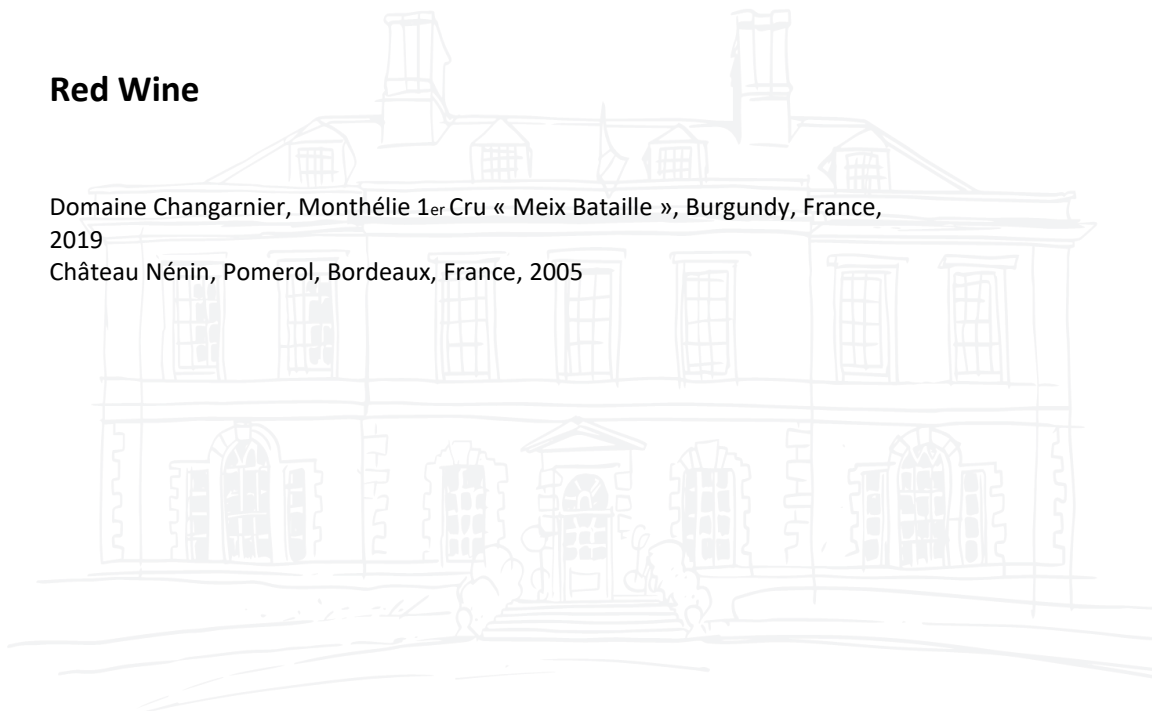 Red Wine
Domaine Changarnier, Monthélie 1er Cru « Meix Bataille », Burgundy, France,
2019
Château Nénin, Pomerol, Bordeaux, France, 2005